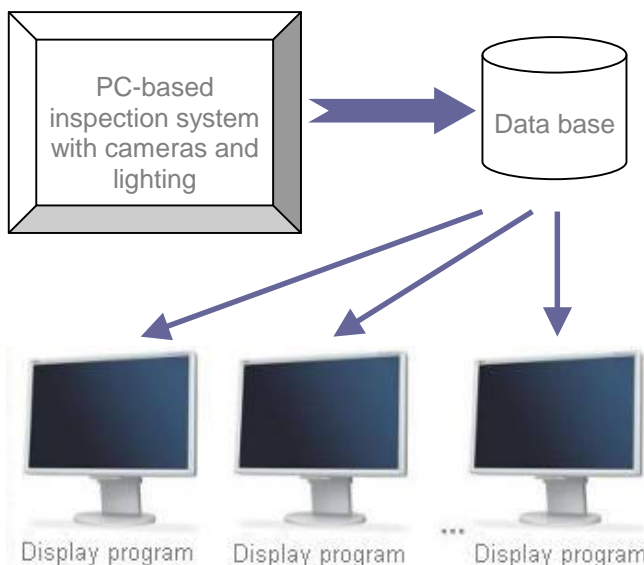 PC-based
inspection system
with cameras and
lighting
Data base
...
Display program
Display program
Display program